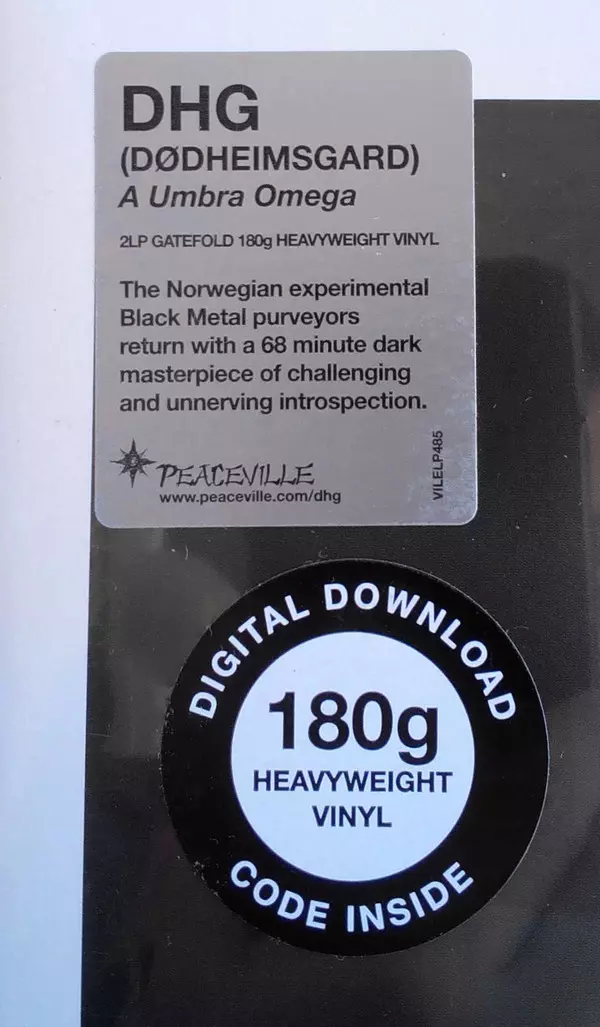 DHG
(DØDHEIMSGARD)
A Umbra Omega
2LP GATEFOLD 180g HEAVYWEIGHT VINYL
The Norwegian experimental
Black Metal purveyors
return with a 68 minute dark
masterpiece of challenging
and unnerving introspection.
PEACEVILLE
www.peaceville.com/dhg
VILELP485
DIGITAL DOWNLOAD
180g
HEAVYWEIGHT
VINYL
CODE INSIDE